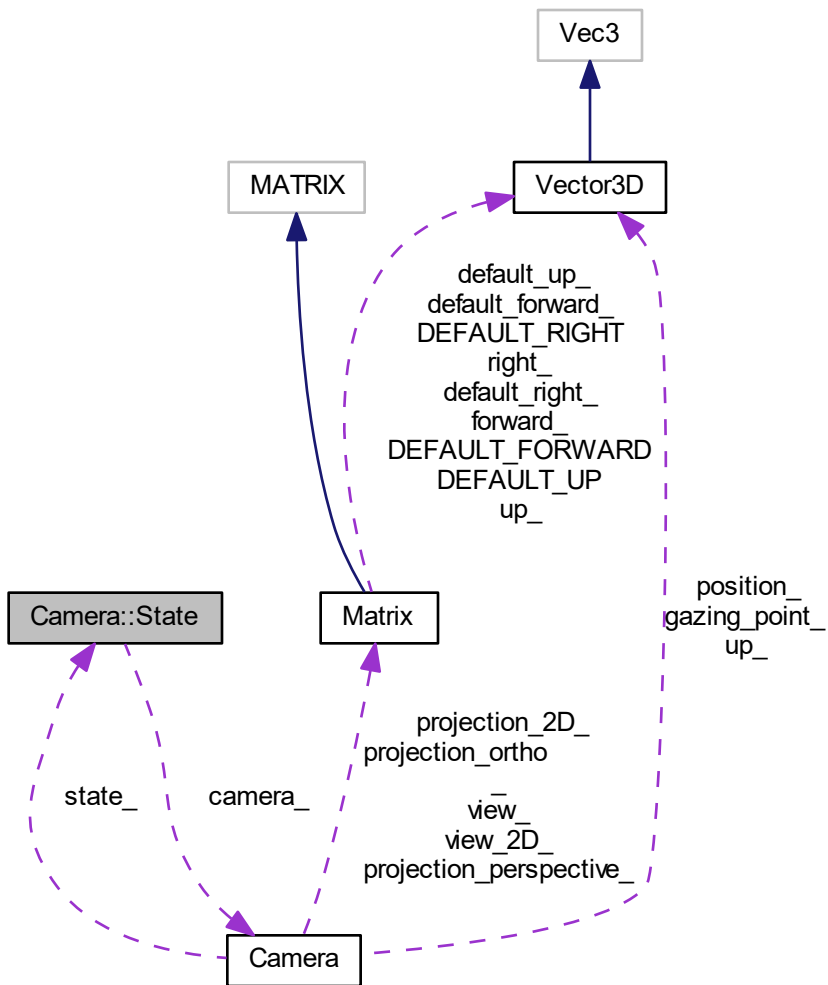 Vec3
MATRIX
Vector3D
default_up_
default_forward_
DEFAULT_RIGHT
right_
default_right_
forward_
DEFAULT_FORWARD
DEFAULT_UP
up_
position_
gazing_point_
up_
Camera::State
Matrix
projection_2D_
projection_ortho
_
view_
view_2D_
projection_perspective_
state_
camera_
Camera